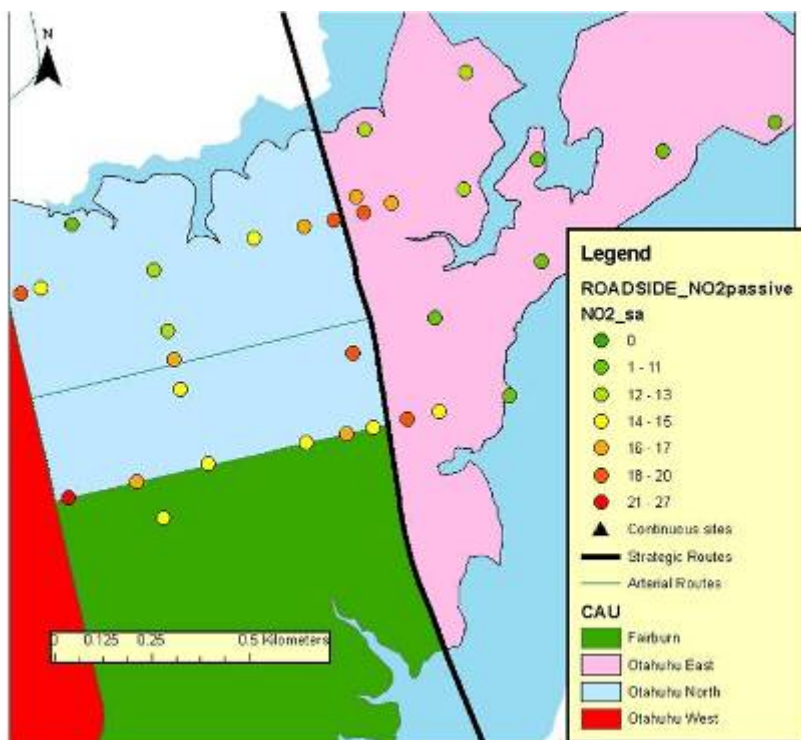 N
Legend
ROADSIDE_NO2passive
NO2_sa
0
1 - 11
12 - 13
14 - 15
16 - 17
18 - 20
21 - 27
Continuous sites
Strategic Routes
Arterial Routes
CAU
Fairburn
Otahuhu East
Otahuhu North
Otahuhu West
0 0.125 0.25 0.5 Kilometers